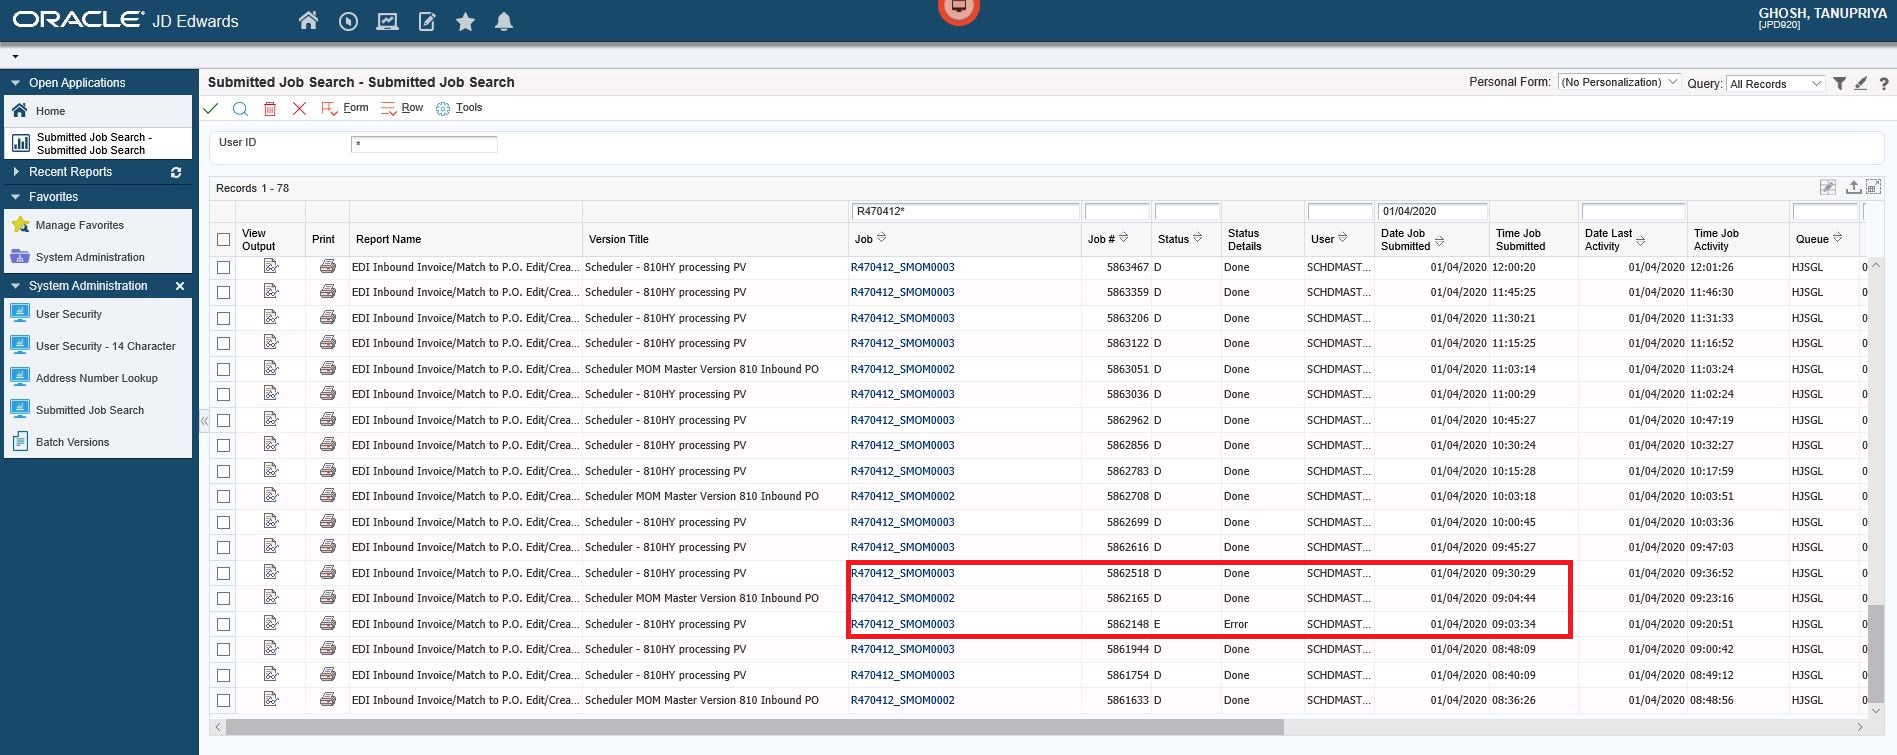 ORACLE JD Edwards
GHOSH, TANUPRIYA
[JPD920]
Open Applications
Home
Submitted Job Search -
Submitted Job Search
Recent Reports
Favorites
Manage Favorites
System Administration
System Administration
User Security
User Security - 14 Character
Address Number Lookup
Submitted Job Search
Batch Versions
Submitted Job Search - Submitted Job Search
Personal Form: (No Personalization) Query: All Records
Form Row Tools
User ID *
Records 1 - 78
R470412* 01/04/2020
View Output Print Report Name Version Title Job Job # Status Status Details User Date Job Submitted Time Job Submitted Date Last Activity Time Job Activity Queue
EDI Inbound Invoice/Match to P.O. Edit/Crea... Scheduler - 810HY processing PV R470412_SMOM0003 5863467 D Done SCHDMAST... 01/04/2020 12:00:20 01/04/2020 12:01:26 HJSGL 0
EDI Inbound Invoice/Match to P.O. Edit/Crea... Scheduler - 810HY processing PV R470412_SMOM0003 5863359 D Done SCHDMAST... 01/04/2020 11:45:25 01/04/2020 11:46:30 HJSGL 0
EDI Inbound Invoice/Match to P.O. Edit/Crea... Scheduler - 810HY processing PV R470412_SMOM0003 5863206 D Done SCHDMAST... 01/04/2020 11:30:21 01/04/2020 11:31:33 HJSGL 0
EDI Inbound Invoice/Match to P.O. Edit/Crea... Scheduler - 810HY processing PV R470412_SMOM0003 5863122 D Done SCHDMAST... 01/04/2020 11:15:25 01/04/2020 11:16:52 HJSGL 0
EDI Inbound Invoice/Match to P.O. Edit/Crea... Scheduler MOM Master Version 810 Inbound PO R470412_SMOM0002 5863051 D Done SCHDMAST... 01/04/2020 11:03:14 01/04/2020 11:03:24 HJSGL 0
EDI Inbound Invoice/Match to P.O. Edit/Crea... Scheduler - 810HY processing PV R470412_SMOM0003 5863036 D Done SCHDMAST... 01/04/2020 11:00:29 01/04/2020 11:02:24 HJSGL 0
EDI Inbound Invoice/Match to P.O. Edit/Crea... Scheduler - 810HY processing PV R470412_SMOM0003 5862962 D Done SCHDMAST... 01/04/2020 10:45:27 01/04/2020 10:47:19 HJSGL 0
EDI Inbound Invoice/Match to P.O. Edit/Crea... Scheduler - 810HY processing PV R470412_SMOM0003 5862856 D Done SCHDMAST... 01/04/2020 10:30:24 01/04/2020 10:32:27 HJSGL 0
EDI Inbound Invoice/Match to P.O. Edit/Crea... Scheduler - 810HY processing PV R470412_SMOM0003 5862783 D Done SCHDMAST... 01/04/2020 10:15:28 01/04/2020 10:17:59 HJSGL 0
EDI Inbound Invoice/Match to P.O. Edit/Crea... Scheduler MOM Master Version 810 Inbound PO R470412_SMOM0002 5862708 D Done SCHDMAST... 01/04/2020 10:03:18 01/04/2020 10:03:51 HJSGL 0
EDI Inbound Invoice/Match to P.O. Edit/Crea... Scheduler - 810HY processing PV R470412_SMOM0003 5862699 D Done SCHDMAST... 01/04/2020 10:00:45 01/04/2020 10:03:36 HJSGL 0
EDI Inbound Invoice/Match to P.O. Edit/Crea... Scheduler - 810HY processing PV R470412_SMOM0003 5862616 D Done SCHDMAST... 01/04/2020 09:45:27 01/04/2020 09:47:03 HJSGL 0
EDI Inbound Invoice/Match to P.O. Edit/Crea... Scheduler - 810HY processing PV R470412_SMOM0003 5862518 D Done SCHDMAST... 01/04/2020 09:30:29 01/04/2020 09:36:52 HJSGL 0
EDI Inbound Invoice/Match to P.O. Edit/Crea... Scheduler MOM Master Version 810 Inbound PO R470412_SMOM0002 5862165 D Done SCHDMAST... 01/04/2020 09:04:44 01/04/2020 09:23:16 HJSGL 0
EDI Inbound Invoice/Match to P.O. Edit/Crea... Scheduler - 810HY processing PV R470412_SMOM0003 5862148 E Error SCHDMAST... 01/04/2020 09:03:34 01/04/2020 09:20:51 HJSGL 0
EDI Inbound Invoice/Match to P.O. Edit/Crea... Scheduler - 810HY processing PV R470412_SMOM0003 5861944 D Done SCHDMAST... 01/04/2020 08:48:09 01/04/2020 09:00:42 HJSGL 0
EDI Inbound Invoice/Match to P.O. Edit/Crea... Scheduler - 810HY processing PV R470412_SMOM0003 5861754 D Done SCHDMAST... 01/04/2020 08:40:09 01/04/2020 08:49:12 HJSGL 0
EDI Inbound Invoice/Match to P.O. Edit/Crea... Scheduler MOM Master Version 810 Inbound PO R470412_SMOM0002 5861633 D Done SCHDMAST... 01/04/2020 08:36:26 01/04/2020 08:48:56 HJSGL 0